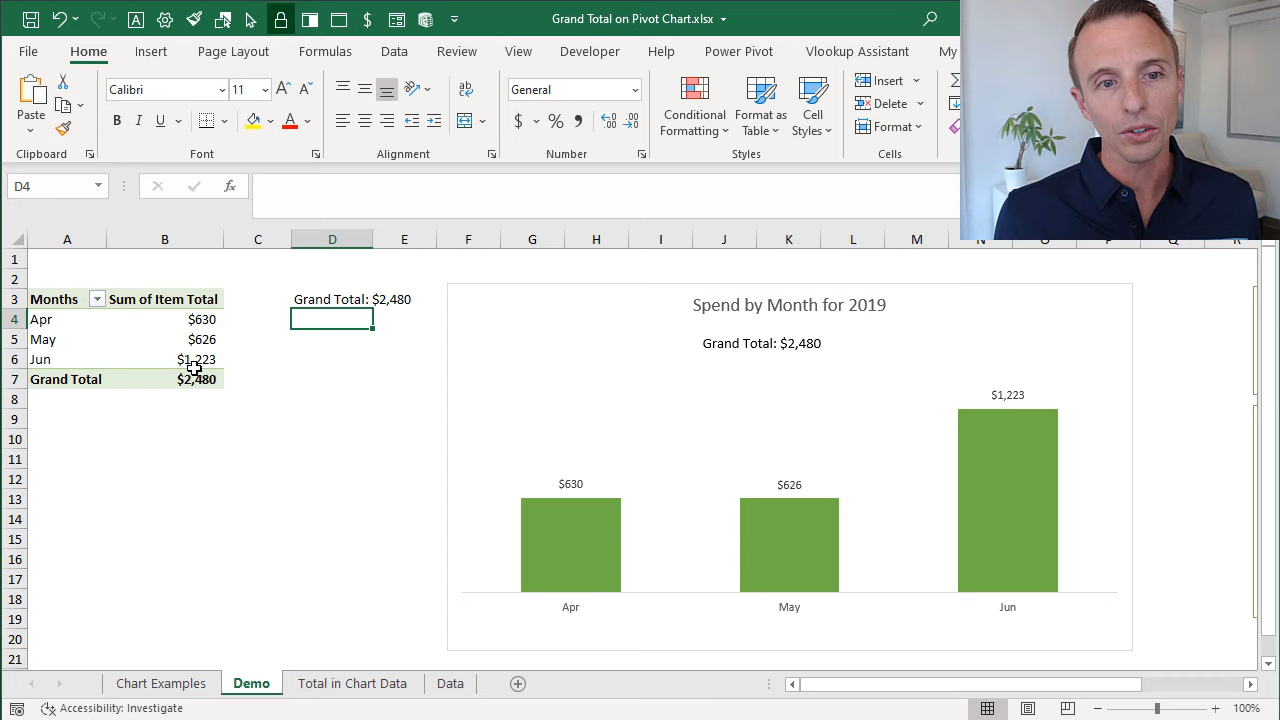 Grand Total on Pivot Chart.xlsx
File Home Insert Page Layout Formulas Data Review View Developer Help Power Pivot Vlookup Assistant My
Paste
Calibri 11
B I U
General
$ %
Conditional Formatting
Format as Table
Cell Styles
Insert
Delete
Format
Clipboard Font Alignment Number Styles Cells
D4 fx
A B C D E F G H I J K L M N O P Q R
1
2
3 Months Sum of Item Total Grand Total: $2,480
4 Apr $630
5 May $626
6 Jun $1,223
7 Grand Total $2,480
8
9
10
11
12
13
14
15
16
17
18
19
20
21
Spend by Month for 2019
Grand Total: $2,480
$1,223
$630 $626
Apr May Jun
Chart Examples Demo Total in Chart Data Data
Accessibility: Investigate 100%